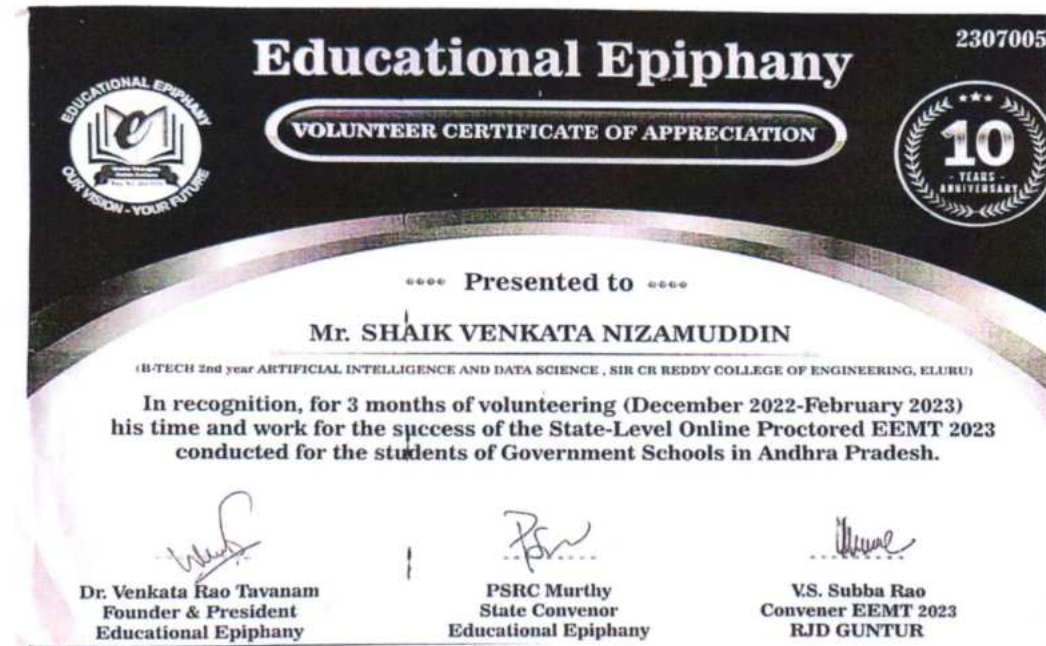 2307005
Educational Epiphany
VOLUNTEER CERTIFICATE OF APPRECIATION
EDUCATIONAL EPIPHANY
e
OUR VISION - YOUR FUTURE
10
- YEARS -
ANNIVERSARY
Presented to
Mr. SHAIK VENKATA NIZAMUDDIN
(B-TECH 2nd year ARTIFICIAL INTELLIGENCE AND DATA SCIENCE , SIR CR REDDY COLLEGE OF ENGINEERING, ELURU)
In recognition, for 3 months of volunteering (December 2022-February 2023)
his time and work for the success of the State-Level Online Proctored EEMT 2023
conducted for the students of Government Schools in Andhra Pradesh.
Dr. Venkata Rao Tavanam
Founder & President
Educational Epiphany
PSRC Murthy
State Convenor
Educational Epiphany
V.S. Subba Rao
Convener EEMT 2023
RJD GUNTUR